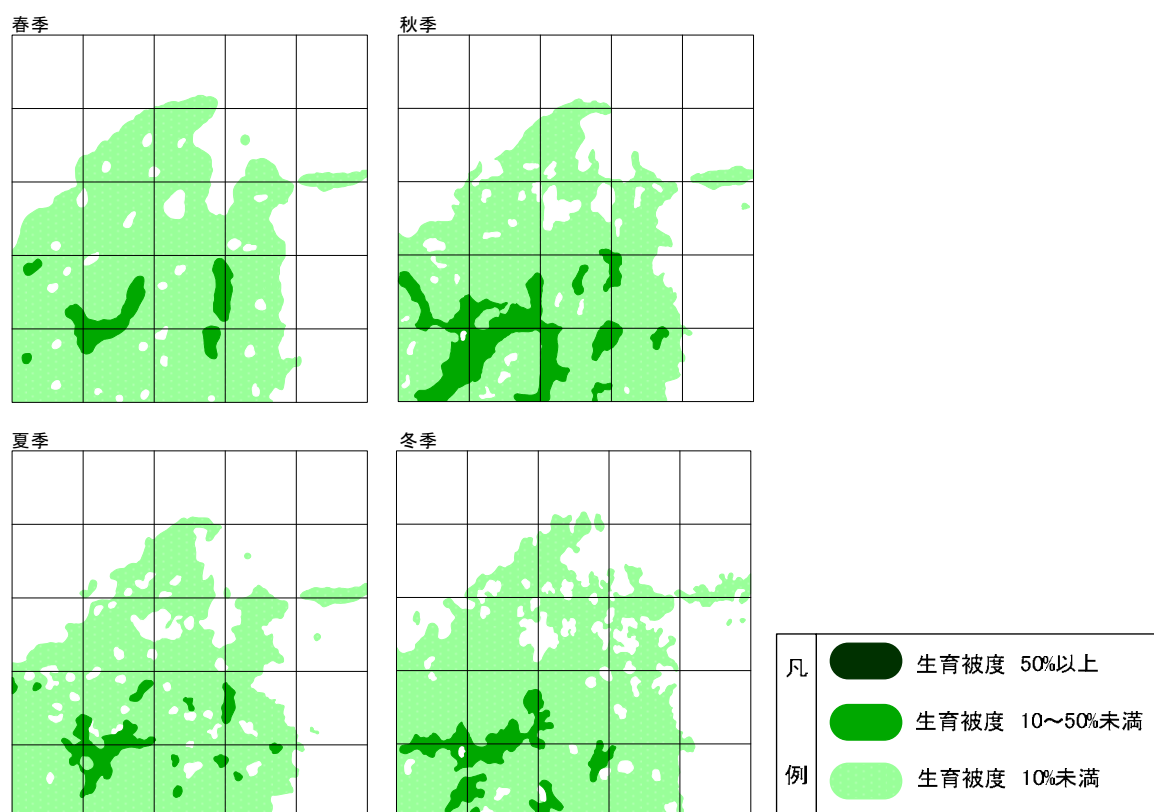 春季
秋季
夏季
冬季
凡例
生育被度 50%以上
生育被度 10～50%未満
生育被度 10%未満